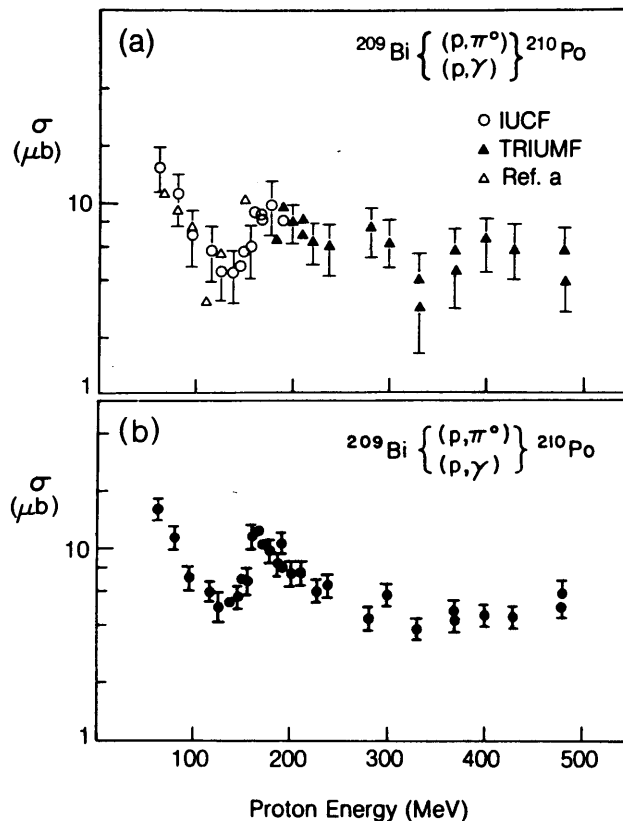 (a)
²⁰⁹Bi { (p,π°) (p,γ) } ²¹⁰Po
σ
(μb)
○ IUCF
▲ TRIUMF
△ Ref. a
10
1
(b)
²⁰⁹Bi { (p,π°) (p,γ) } ²¹⁰Po
σ
(μb)
10
1
100 200 300 400 500
Proton Energy (MeV)